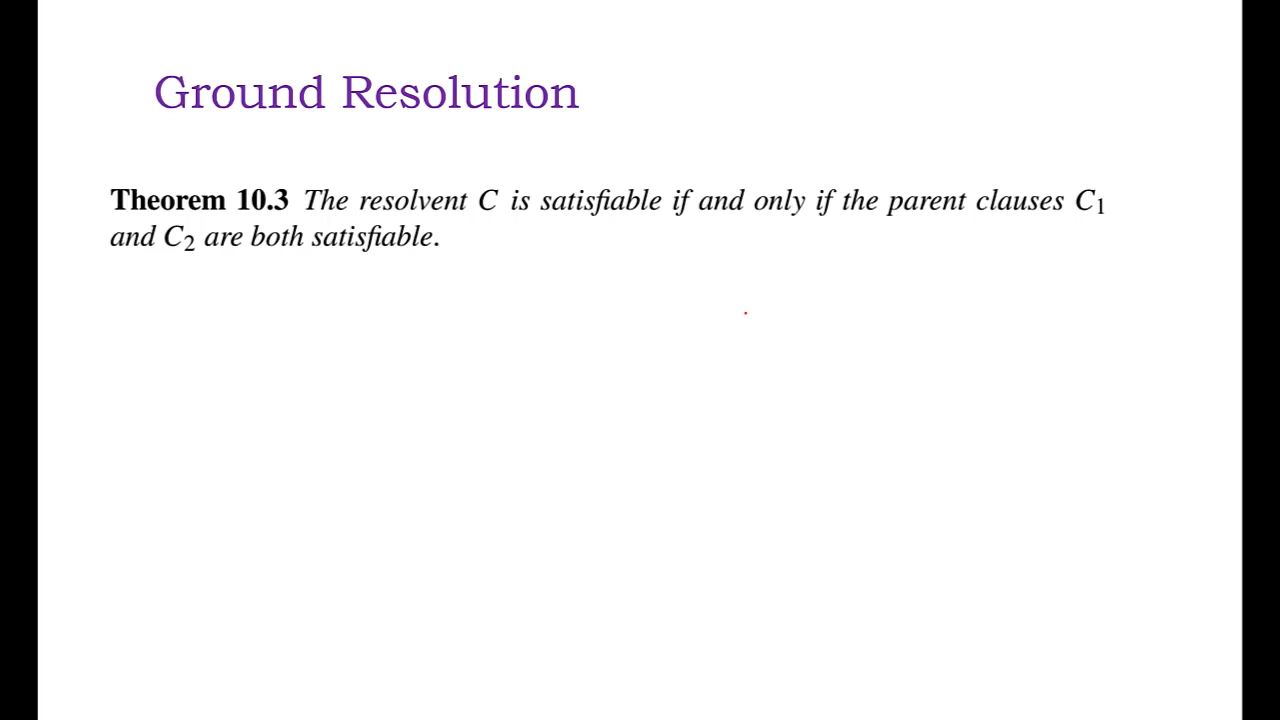 Ground Resolution
Theorem 10.3 The resolvent C is satisfiable if and only if the parent clauses C₁
and C₂ are both satisfiable.